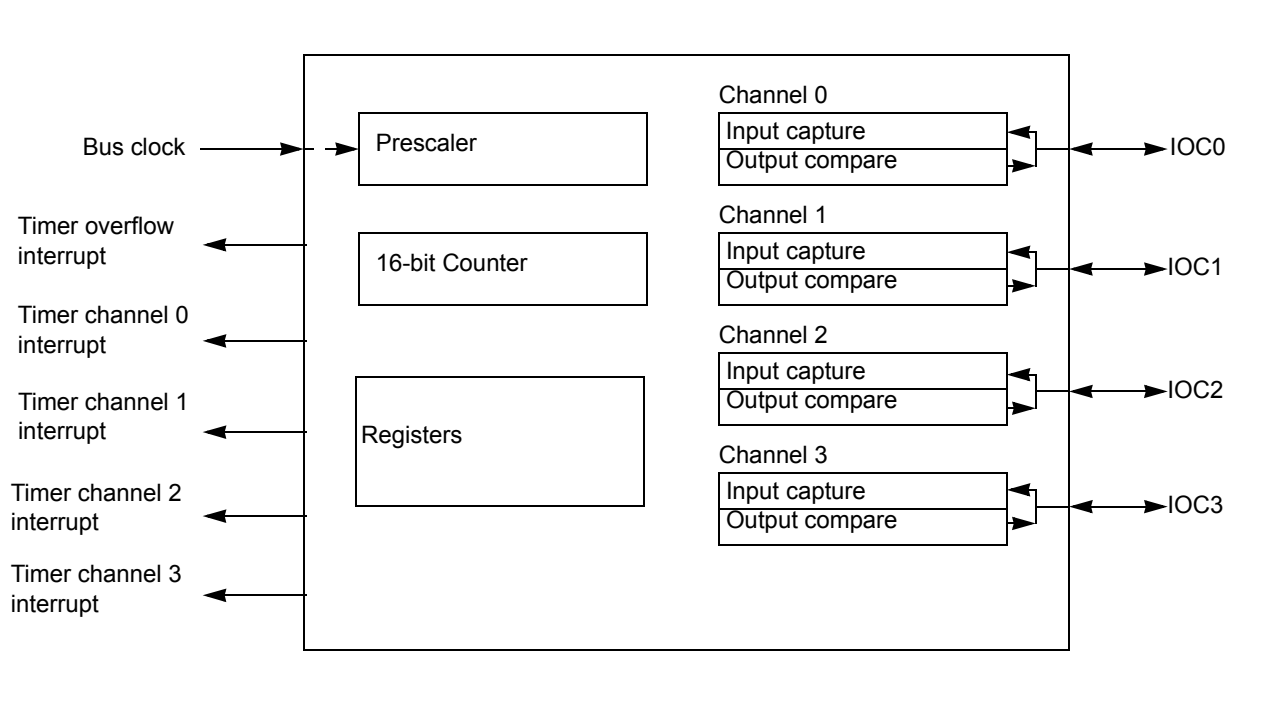 Bus clock
Timer overflow
interrupt
Timer channel 0
interrupt
Timer channel 1
interrupt
Timer channel 2
interrupt
Timer channel 3
interrupt
Prescaler
16-bit Counter
Registers
Channel 0
Input capture
Output compare
IOC0
Channel 1
Input capture
Output compare
IOC1
Channel 2
Input capture
Output compare
IOC2
Channel 3
Input capture
Output compare
IOC3